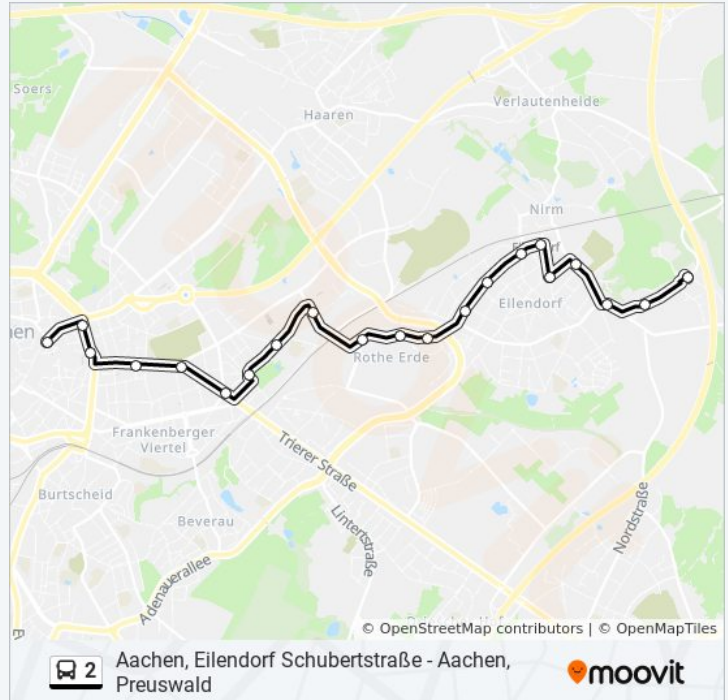 Soers
Haaren
Verlautenheide
Nirm
Eilendorf
Rothe Erde
Frankenberger
Viertel
Trierer Straße
Burtscheid
Beverau
Lintertstraße
Nordstraße
Adenauerallee
© OpenStreetMap contributors | © OpenMapTiles
2 Aachen, Eilendorf Schubertstraße - Aachen,
Preuswald
moovit